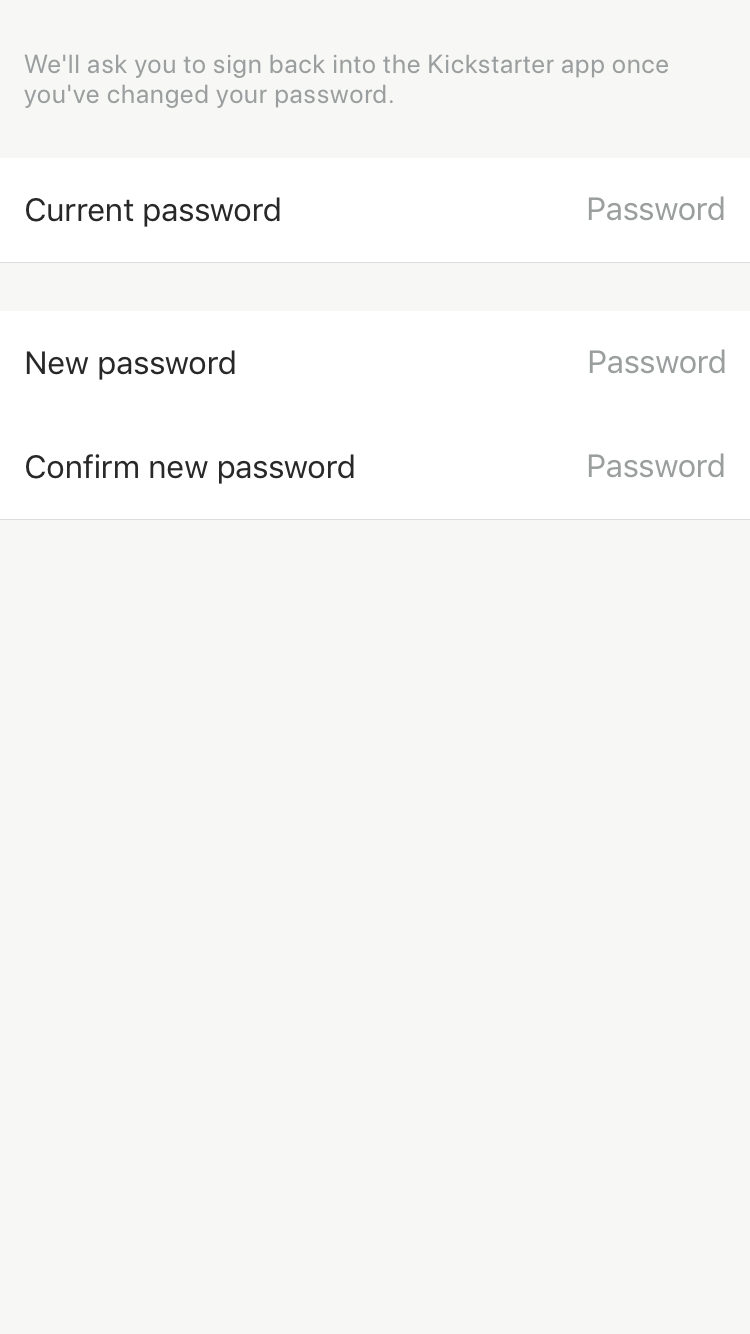 We'll ask you to sign back into the Kickstarter app once
you've changed your password.
Current password Password
New password Password
Confirm new password Password